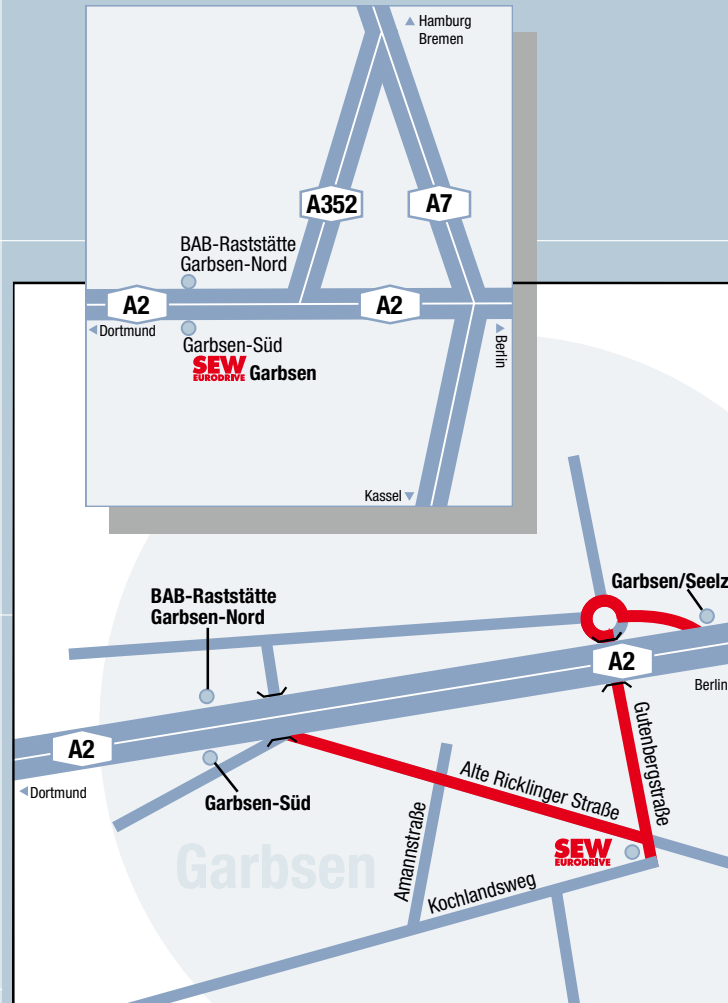 Hamburg
Bremen
A352
A7
BAB-Raststätte
Garbsen-Nord
A2
A2
Dortmund
Garbsen-Süd
SEW
EURODRIVE
Garbsen
Berlin
Kassel
Garbsen/Seelz
BAB-Raststätte
Garbsen-Nord
A2
Berlin
A2
Dortmund
Garbsen-Süd
Gutenbergstraße
Alte Ricklinger Straße
Amannstraße
SEW
EURODRIVE
Garbsen
Kochlandsweg